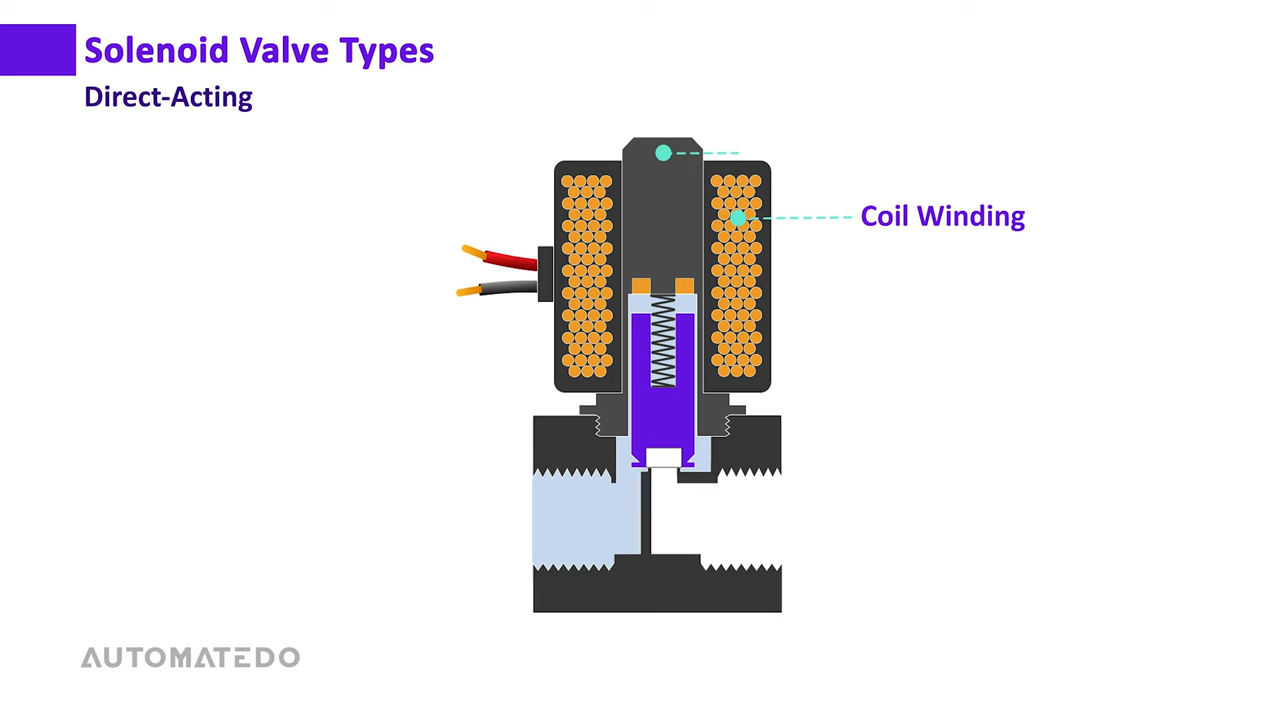 Solenoid Valve Types
Direct-Acting
Coil Winding
AUTOMATEDO